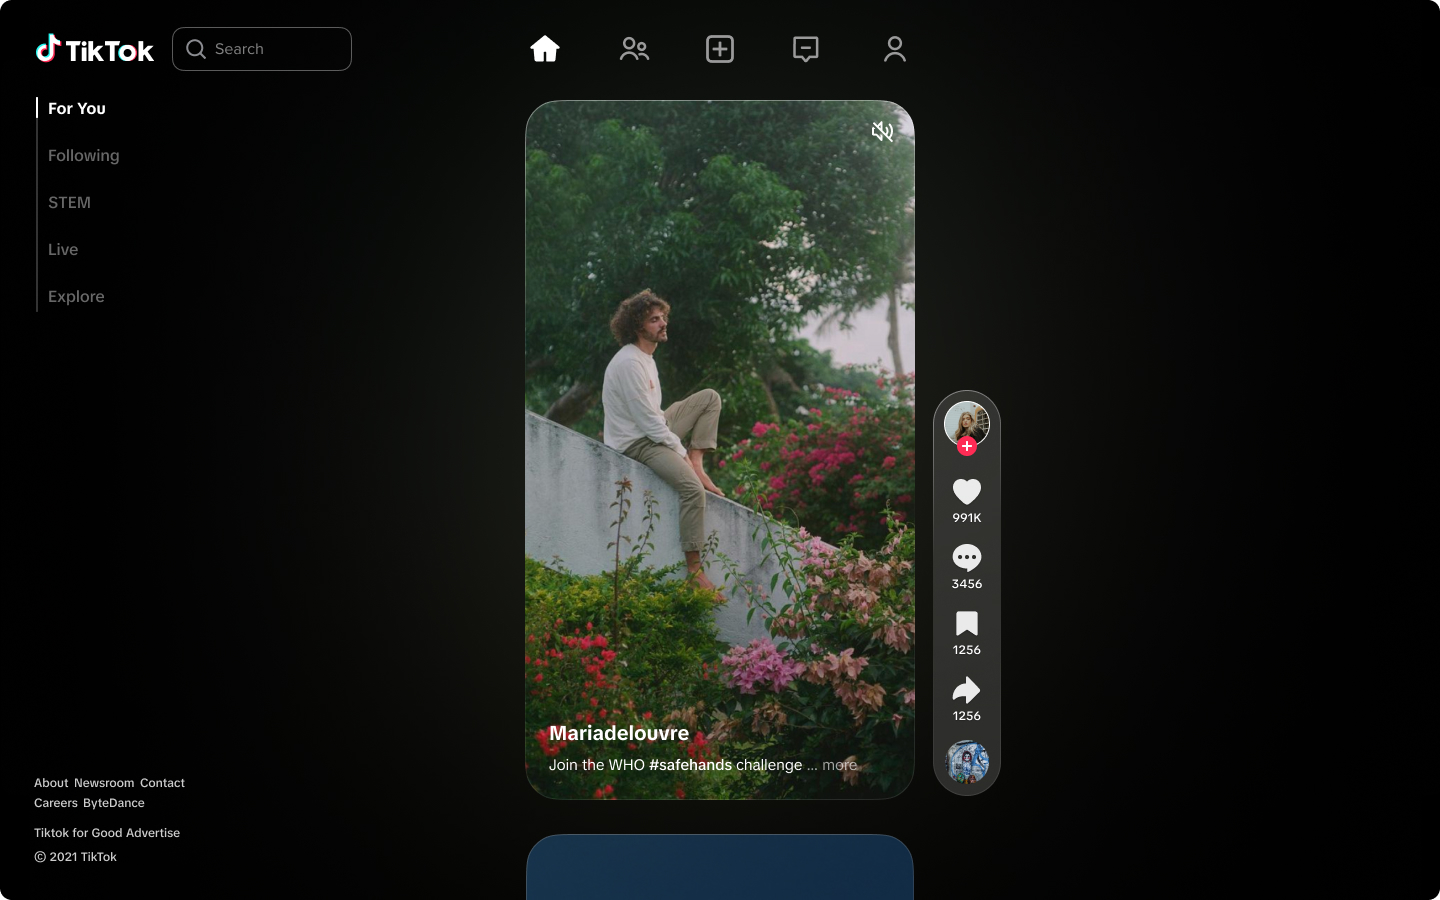 TikTok
Search
For You
Following
STEM
Live
Explore
Mariadelouvre
Join the WHO #safehands challenge ... more
991K
3456
1256
1256
About Newsroom Contact
Careers ByteDance
Tiktok for Good Advertise
© 2021 TikTok